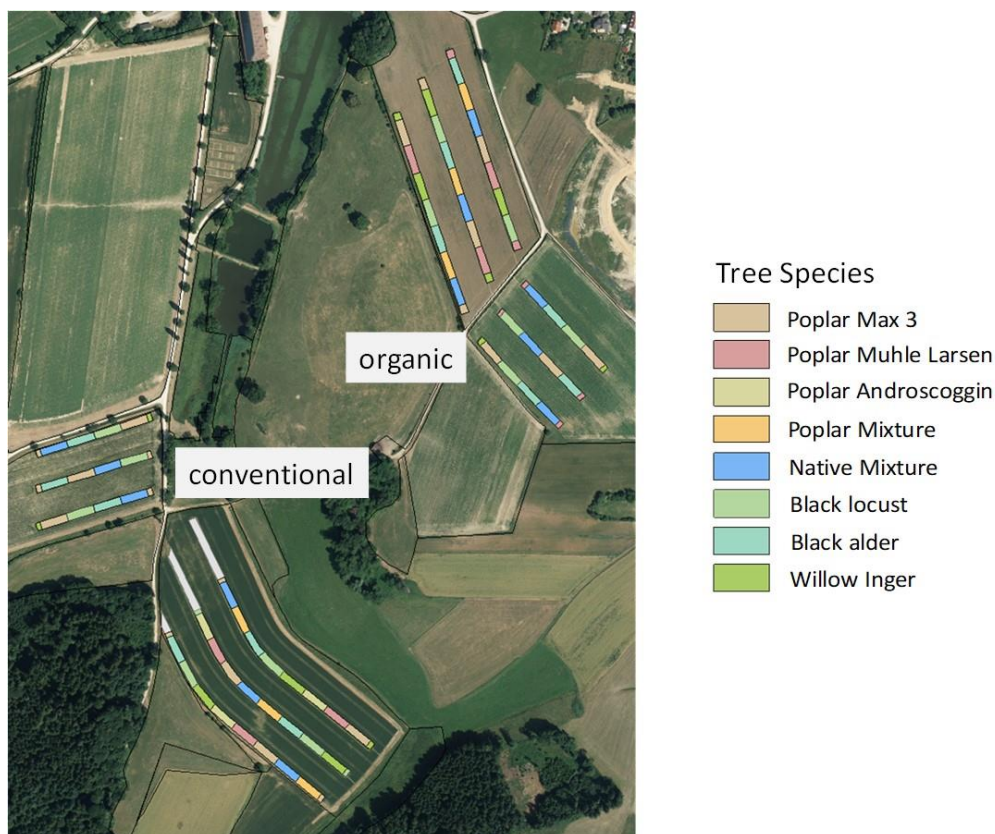 organic
conventional
Tree Species
Poplar Max 3
Poplar Muhle Larsen
Poplar Androscoggin
Poplar Mixture
Native Mixture
Black locust
Black alder
Willow Inger